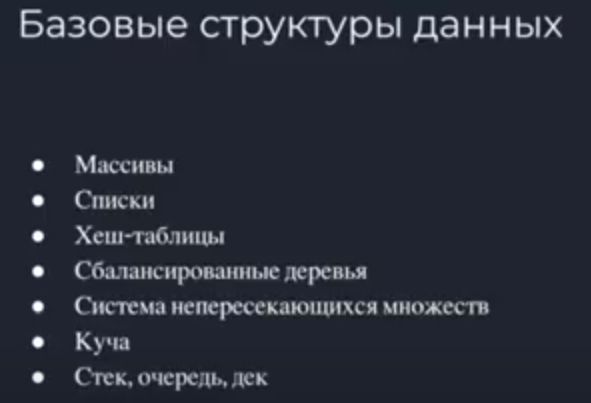 Базовые структуры данных
● Массивы
● Списки
● Хеш-таблицы
● Сбалансированные деревья
● Система непересекающихся множеств
● Куча
● Стек, очередь, дек